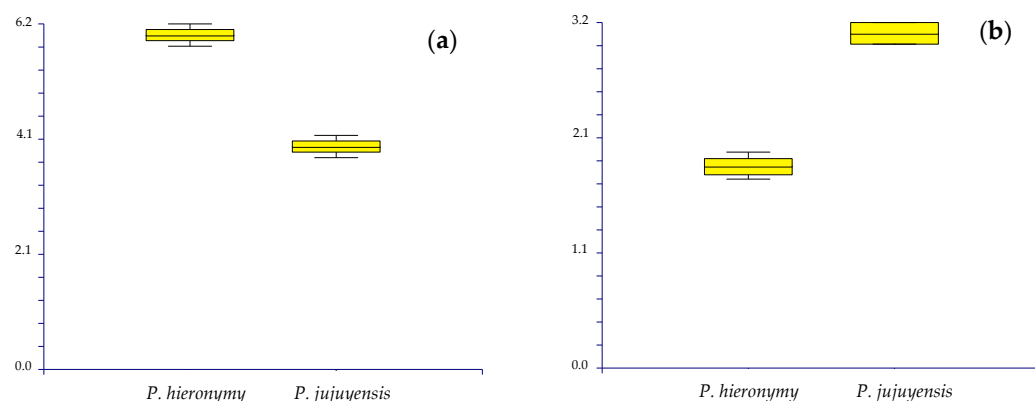 (a)
6.2
4.1
2.1
0.0
P. hieronymy P. jujuyensis
(b)
3.2
2.1
1.1
0.0
P. hieronymy P. jujuyensis